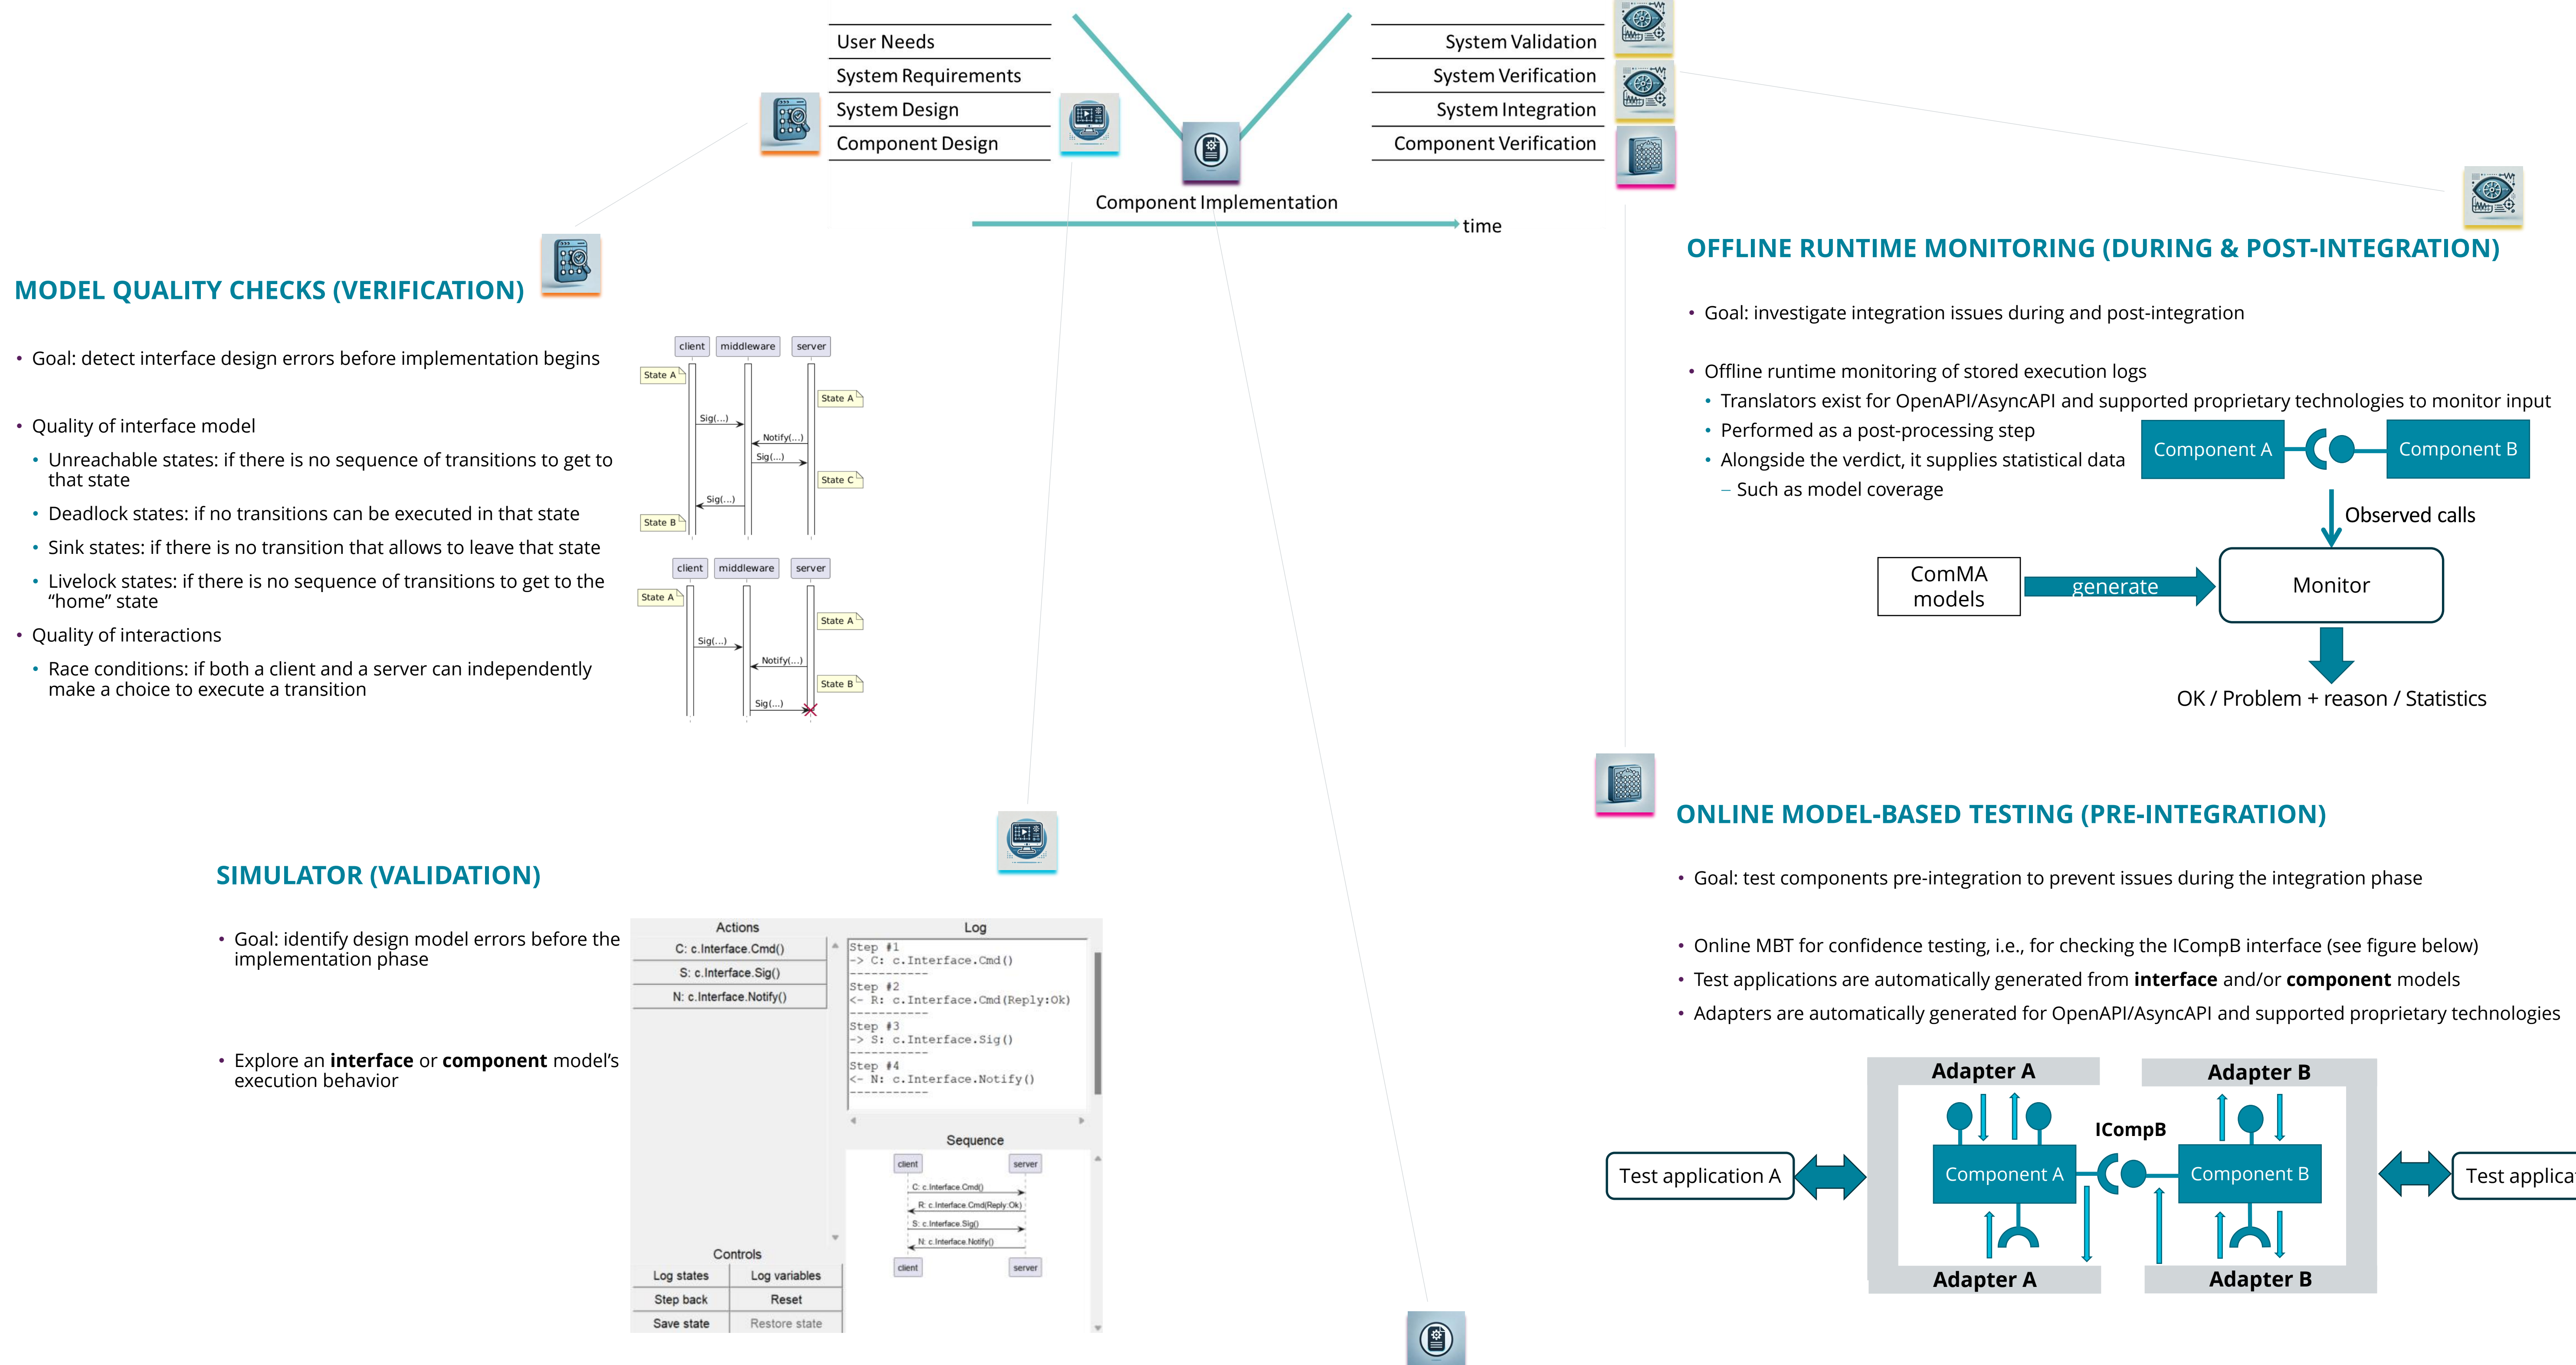 User Needs
System Requirements
System Design
Component Design
System Validation
System Verification
System Integration
Component Verification
Component Implementation
time
MODEL QUALITY CHECKS (VERIFICATION)
• Goal: detect interface design errors before implementation begins
• Quality of interface model
• Unreachable states: if there is no sequence of transitions to get to
that state
• Deadlock states: if no transitions can be executed in that state
• Sink states: if there is no transition that allows to leave that state
• Livelock states: if there is no sequence of transitions to get to the
“home” state
• Quality of interactions
• Race conditions: if both a client and a server can independently
make a choice to execute a transition
client middleware server
State A
State A
Sig(...)
Notify(...)
Sig(...)
State C
Sig(...)
State B
client middleware server
State A
State A
Sig(...)
Notify(...)
State B
Sig(...)
OFFLINE RUNTIME MONITORING (DURING & POST-INTEGRATION)
• Goal: investigate integration issues during and post-integration
• Offline runtime monitoring of stored execution logs
• Translators exist for OpenAPI/AsyncAPI and supported proprietary technologies to monitor input
• Performed as a post-processing step
• Alongside the verdict, it supplies statistical data
– Such as model coverage
Component A
Component B
Observed calls
ComMA
models
generate
Monitor
OK / Problem + reason / Statistics
SIMULATOR (VALIDATION)
• Goal: identify design model errors before the
implementation phase
• Explore an interface or component model’s
execution behavior
Actions
C: c.Interface.Cmd()
S: c.Interface.Sig()
N: c.Interface.Notify()
Log
Step #1
-> C: c.Interface.Cmd()
-----------
Step #2
<- R: c.Interface.Cmd(Reply:Ok)
-----------
Step #3
-> S: c.Interface.Sig()
-----------
Step #4
<- N: c.Interface.Notify()
-----------
Sequence
client server
C: c.Interface.Cmd()
R: c.Interface.Cmd(Reply:Ok)
S: c.Interface.Sig()
N: c.Interface.Notify()
client server
Controls
Log states Log variables
Step back Reset
Save state Restore state
ONLINE MODEL-BASED TESTING (PRE-INTEGRATION)
• Goal: test components pre-integration to prevent issues during the integration phase
• Online MBT for confidence testing, i.e., for checking the ICompB interface (see figure below)
• Test applications are automatically generated from interface and/or component models
• Adapters are automatically generated for OpenAPI/AsyncAPI and supported proprietary technologies
Adapter A Adapter B
ICompB
Test application A
Component A
Component B
Test applica
Adapter A Adapter B